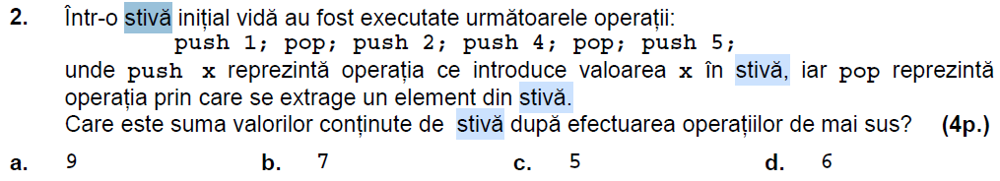 2. Într-o stivă inițial vidă au fost executate următoarele operații:
push 1; pop; push 2; push 4; pop; push 5;
unde push x reprezintă operația ce introduce valoarea x în stivă, iar pop reprezintă
operația prin care se extrage un element din stivă.
Care este suma valorilor conținute de stivă după efectuarea operațiilor de mai sus? (4p.)
a. 9 b. 7 c. 5 d. 6